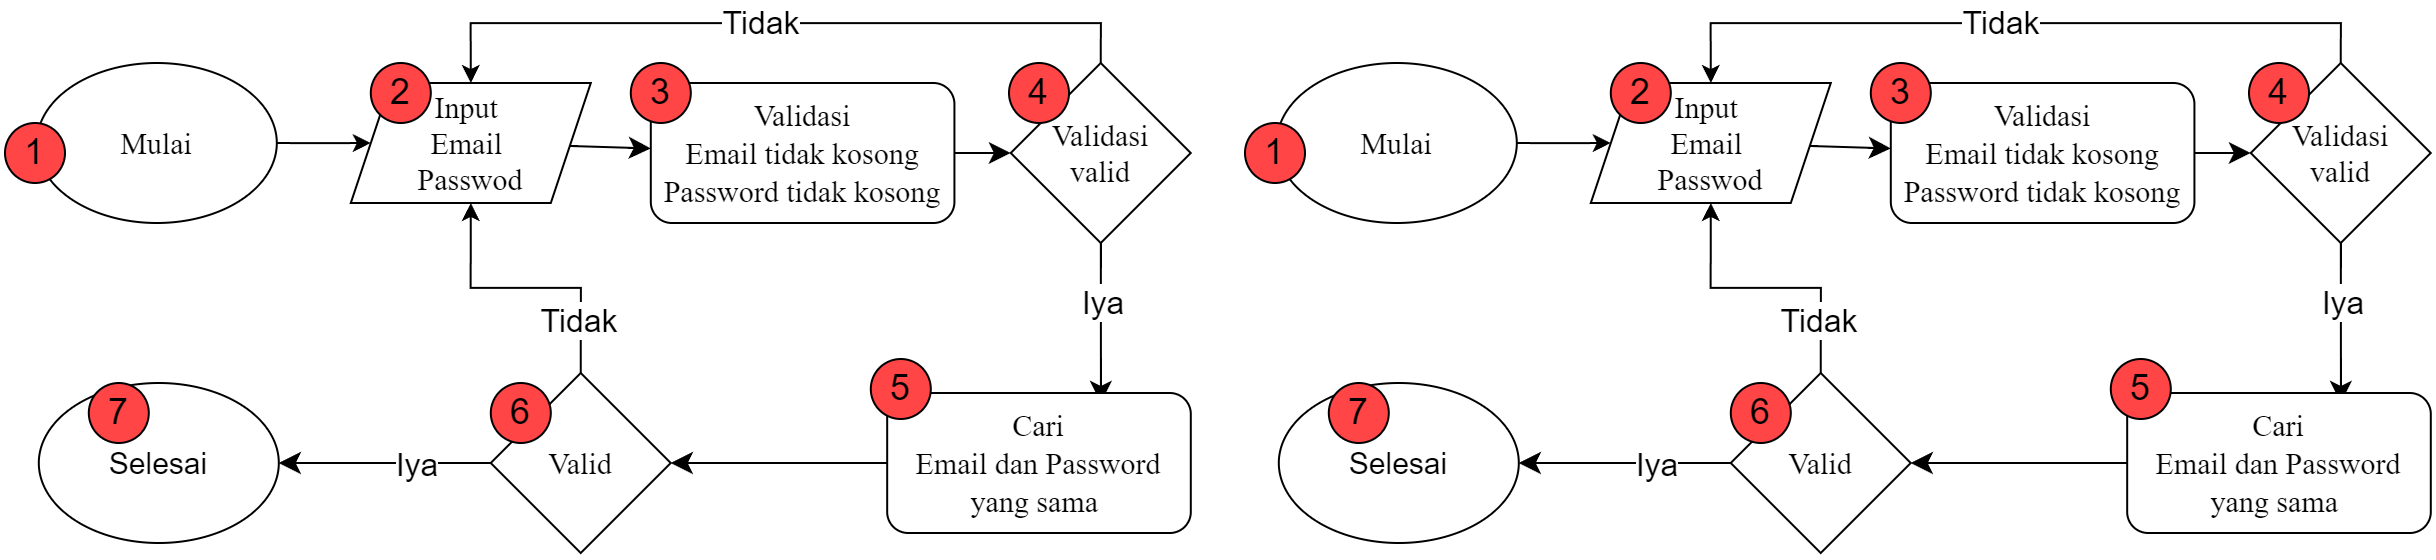 Tidak
1
Mulai
2
Input
Email
Passwod
3
Validasi
Email tidak kosong
Password tidak kosong
4
Validasi
valid
Iya
5
Cari
Email dan Password
yang sama
6
Valid
Tidak
Iya
7
Selesai
Tidak
1
Mulai
2
Input
Email
Passwod
3
Validasi
Email tidak kosong
Password tidak kosong
4
Validasi
valid
Iya
5
Cari
Email dan Password
yang sama
6
Valid
Tidak
Iya
7
Selesai